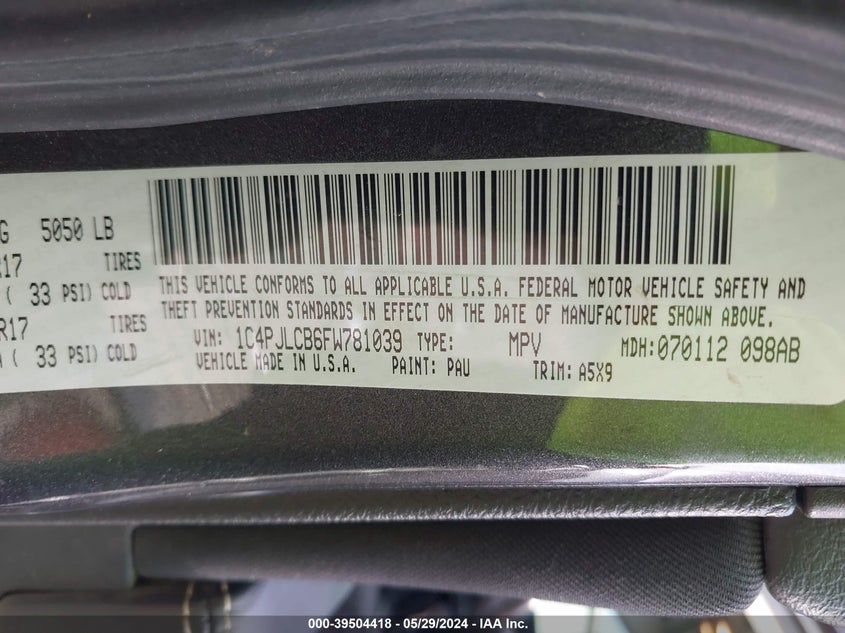 G 5050 LB
R17 TIRES
( 33 PSI) COLD
R17 TIRES
( 33 PSI) COLD
THIS VEHICLE CONFORMS TO ALL APPLICABLE U.S.A. FEDERAL MOTOR VEHICLE SAFETY AND
THEFT PREVENTION STANDARDS IN EFFECT ON THE DATE OF MANUFACTURE SHOWN ABOVE.
VIN: 1C4PJLCB6FW781039 TYPE: MPV MDH:070112 098AB
VEHICLE MADE IN U.S.A. PAINT: PAU TRIM: A5X9
000-39504418 - 05/29/2024 - IAA Inc.